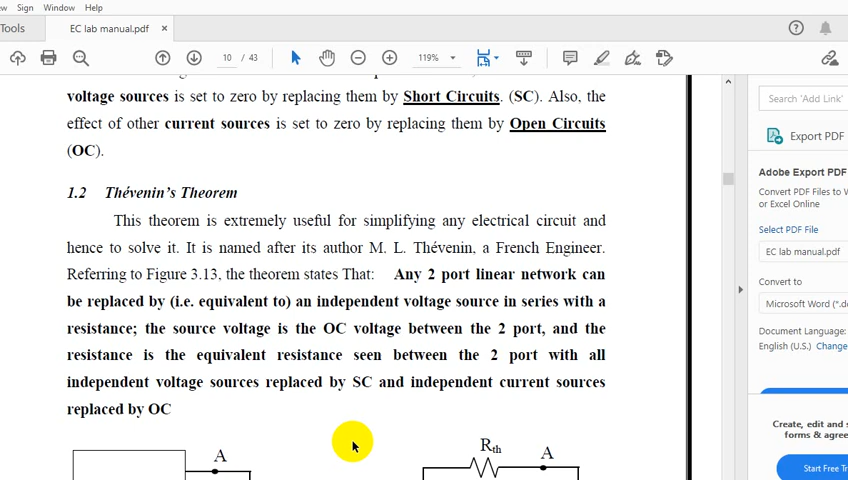 Sign Window Help
Tools EC lab manual.pdf ×
10 / 43 119%
voltage sources is set to zero by replacing them by Short Circuits. (SC). Also, the
effect of other current sources is set to zero by replacing them by Open Circuits
(OC).
1.2 Thévenin's Theorem
This theorem is extremely useful for simplifying any electrical circuit and
hence to solve it. It is named after its author M. L. Thévenin, a French Engineer.
Referring to Figure 3.13, the theorem states That: Any 2 port linear network can
be replaced by (i.e. equivalent to) an independent voltage source in series with a
resistance; the source voltage is the OC voltage between the 2 port, and the
resistance is the equivalent resistance seen between the 2 port with all
independent voltage sources replaced by SC and independent current sources
replaced by OC
A
Rth A
Search 'Add Link'
Export PDF
Adobe Export PDF
Convert PDF Files to W
or Excel Online
Select PDF File
EC lab manual.pdf
Convert to
Microsoft Word (*.d
Document Language:
English (U.S.) Change
Create, edit and s
forms & agre
Start Free Tr